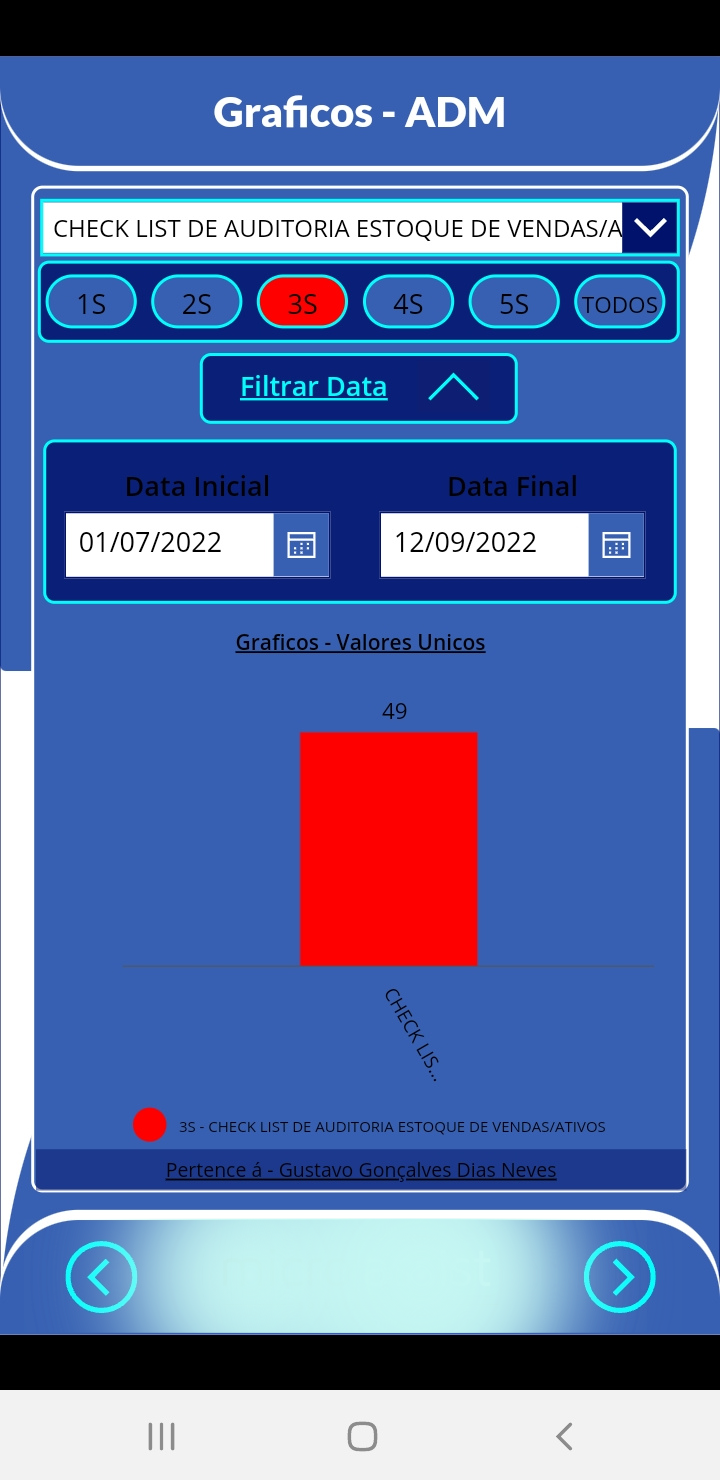 Graficos - ADM
CHECK LIST DE AUDITORIA ESTOQUE DE VENDAS/A
1S 2S 3S 4S 5S TODOS
Filtrar Data
Data Inicial Data Final
01/07/2022 12/09/2022
Graficos - Valores Unicos
49
CHECK LIS...
3S - CHECK LIST DE AUDITORIA ESTOQUE DE VENDAS/ATIVOS
Pertence á - Gustavo Gonçalves Dias Neves